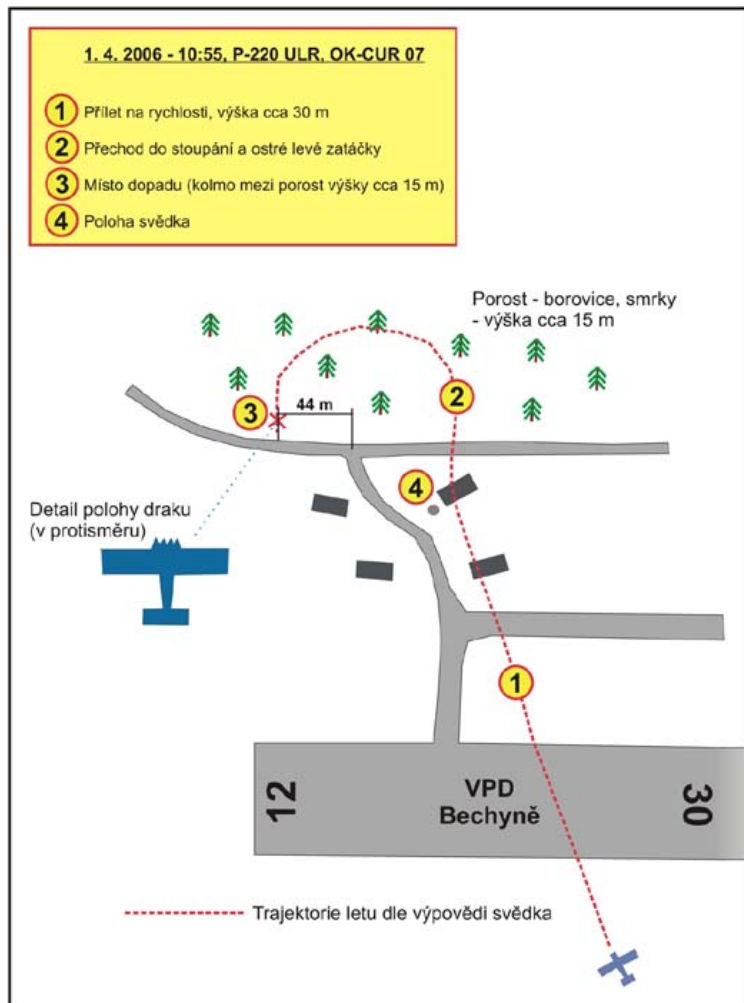 1. 4. 2006 - 10:55, P-220 ULR, OK-CUR 07
1 Přílet na rychlosti, výška cca 30 m
2 Přechod do stoupání a ostré levé zatáčky
3 Místo dopadu (kolmo mezi porost výšky cca 15 m)
4 Poloha svědka
Porost - borovice, smrky
- výška cca 15 m
2
3
44 m
4
Detail polohy draku
(v protisměru)
1
12
VPD
Bechyně
30
Trajektorie letu dle výpovědi svědka